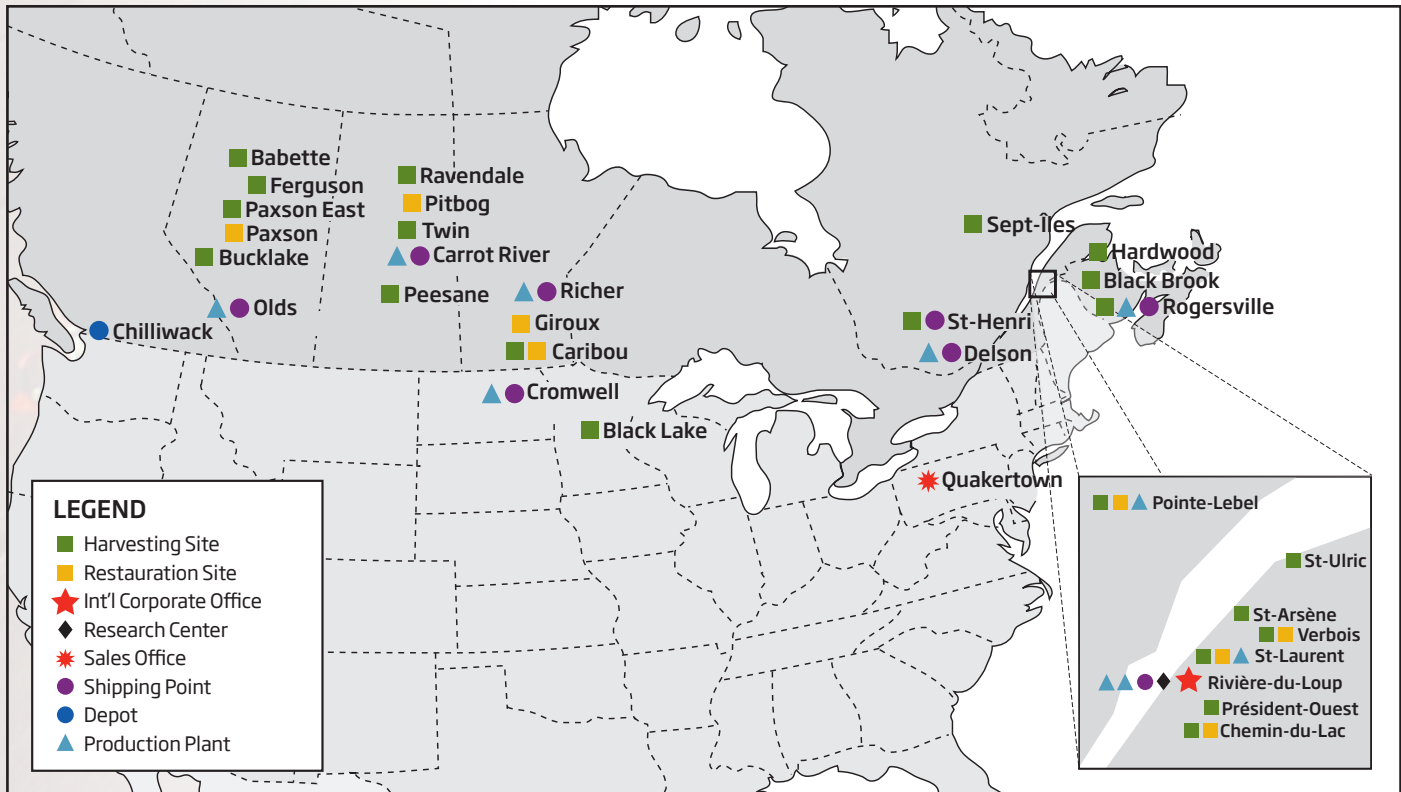 Babette
Ferguson
Paxson East
Paxson
Bucklake
Olds
Chilliwack
Ravendale
Pitbog
Twin
Carrot River
Peesane
Richer
Giroux
Caribou
Cromwell
Black Lake
Sept-Îles
Hardwood
Black Brook
Rogersville
St-Henri
Delson
Quakertown
LEGEND
Harvesting Site
Restauration Site
Int'l Corporate Office
Research Center
Sales Office
Shipping Point
Depot
Production Plant
Pointe-Lebel
St-Ulric
St-Arsène
Verbois
St-Laurent
Rivière-du-Loup
Président-Ouest
Chemin-du-Lac